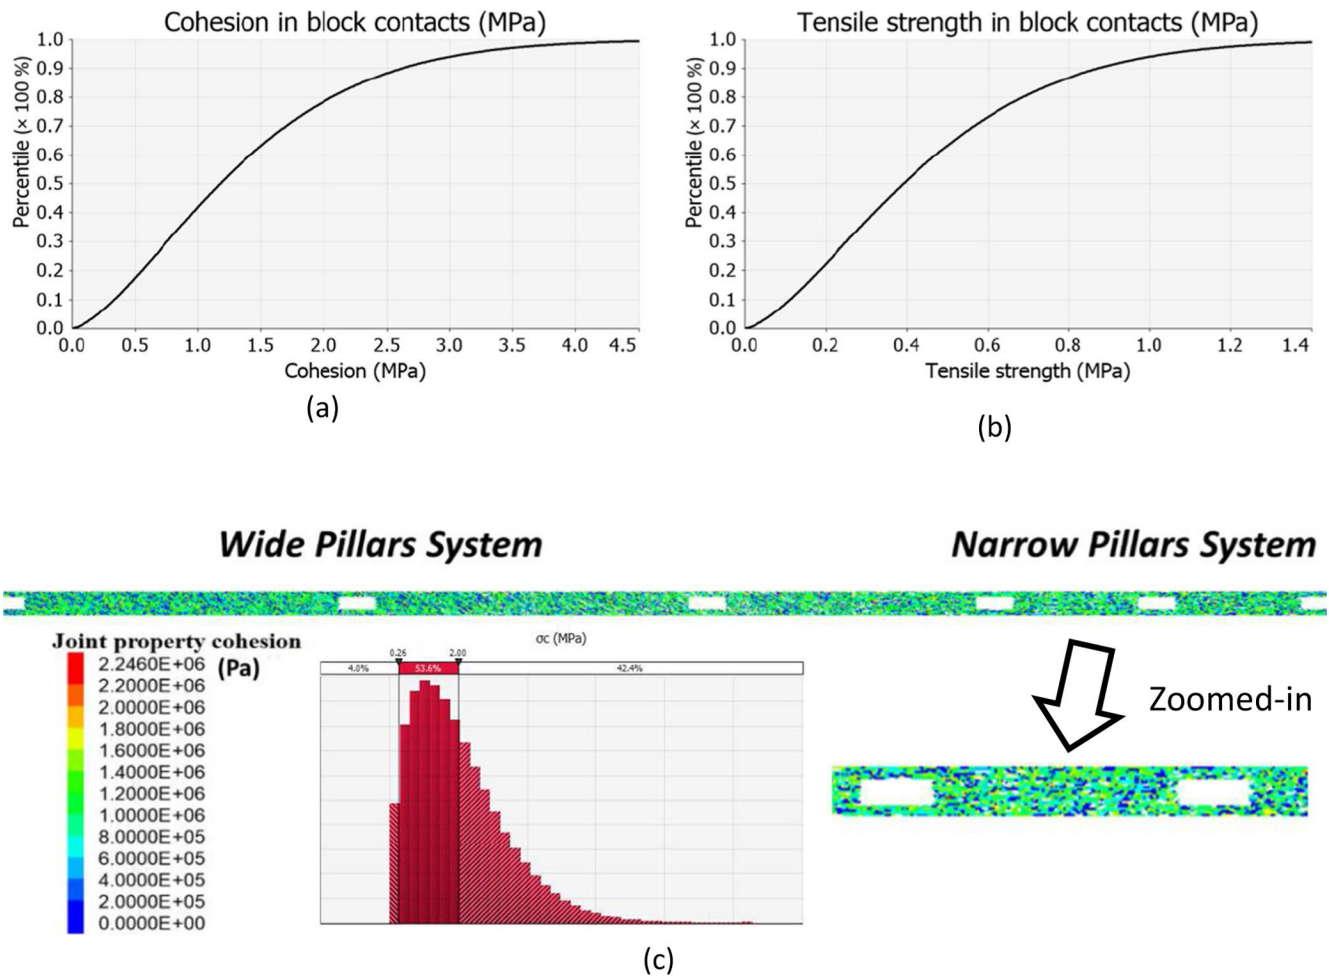 Cohesion in block contacts (MPa)
Percentile (× 100 %)
1.0
0.9
0.8
0.7
0.6
0.5
0.4
0.3
0.2
0.1
0.0
0.0 0.5 1.0 1.5 2.0 2.5 3.0 3.5 4.0 4.5
Cohesion (MPa)
(a)
Tensile strength in block contacts (MPa)
Percentile (× 100 %)
1.0
0.9
0.8
0.7
0.6
0.5
0.4
0.3
0.2
0.1
0.0
0.0 0.2 0.4 0.6 0.8 1.0 1.2 1.4
Tensile strength (MPa)
(b)
Wide Pillars System
Narrow Pillars System
Joint property cohesion
(Pa)
2.2460E+06
2.2000E+06
2.0000E+06
1.8000E+06
1.6000E+06
1.4000E+06
1.2000E+06
1.0000E+06
8.0000E+05
6.0000E+05
4.0000E+05
2.0000E+05
0.0000E+00
σc (MPa)
0.26 2.00
4.0% 53.6% 42.4%
Zoomed-in
(c)